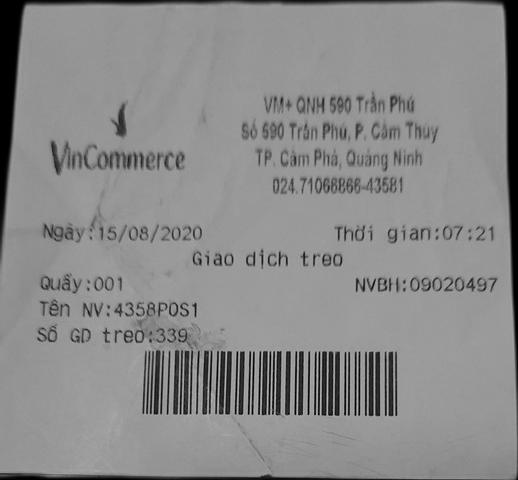 VinCommerce
VM+ QNH 590 Trần Phú
Số 590 Trần Phú, P. Cẩm Thủy
TP. Cẩm Phả, Quảng Ninh
024.71066866-43581
Ngày:15/08/2020 Thời gian:07:21
Giao dịch treo
Quầy:001 NVBH:09020497
Tên NV:4358POS1
Số GD treo:339